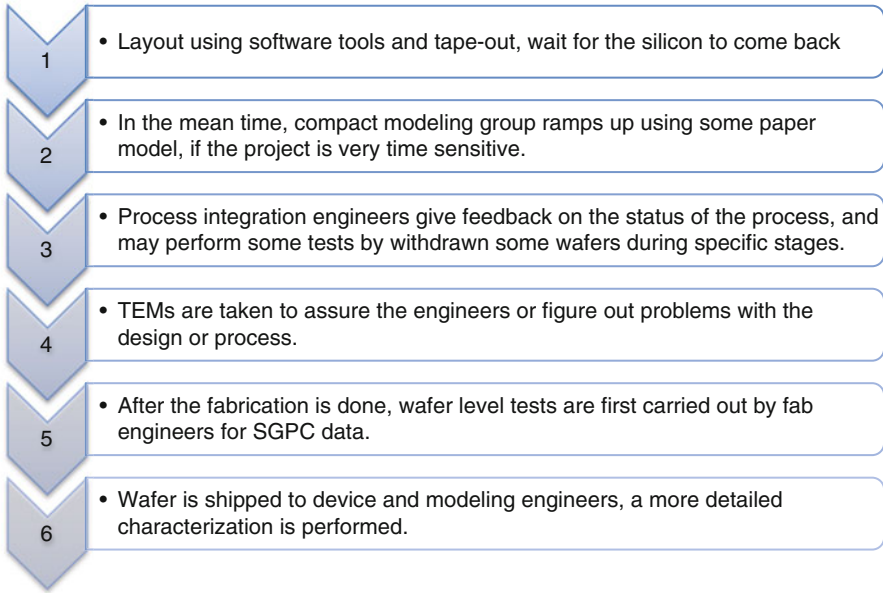 1
• Layout using software tools and tape-out, wait for the silicon to come back
2
• In the mean time, compact modeling group ramps up using some paper
model, if the project is very time sensitive.
3
• Process integration engineers give feedback on the status of the process, and
may perform some tests by withdrawn some wafers during specific stages.
4
• TEMs are taken to assure the engineers or figure out problems with the
design or process.
5
• After the fabrication is done, wafer level tests are first carried out by fab
engineers for SGPC data.
6
• Wafer is shipped to device and modeling engineers, a more detailed
characterization is performed.